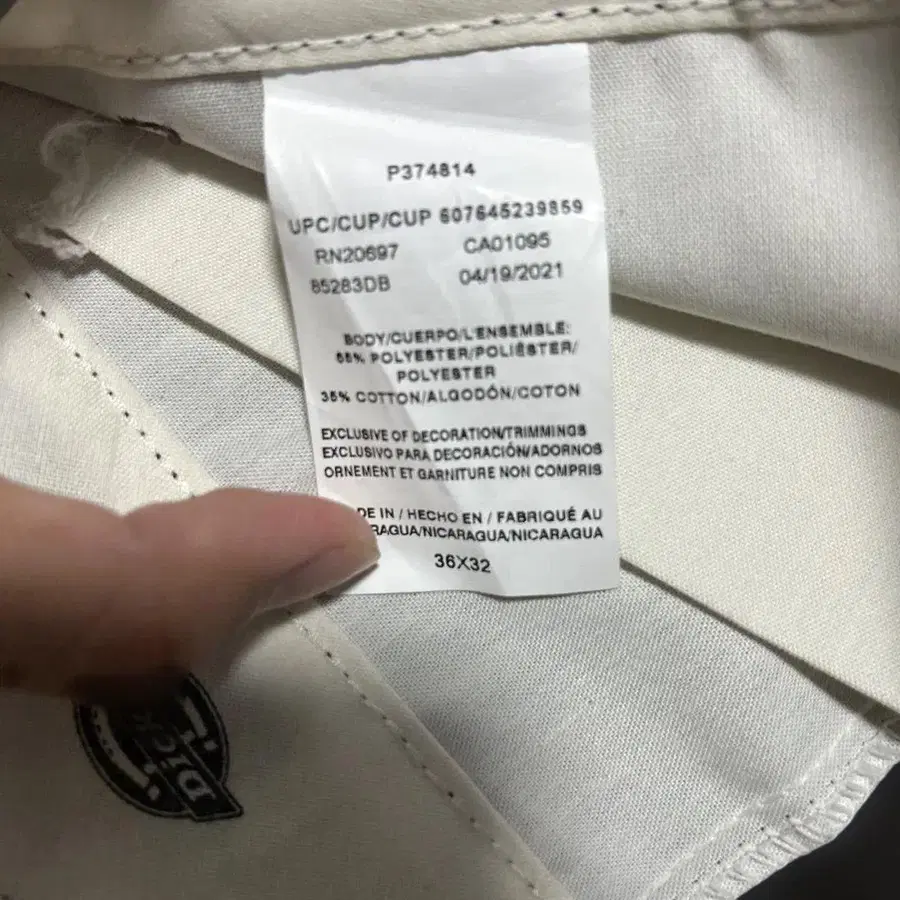 P374814
UPC/CUP/CUP 607645239859
RN20697 CA01095
85283DB 04/19/2021
BODY/CUERPO/L'ENSEMBLE:
65% POLYESTER/POLIÉSTER/
POLYESTER
35% COTTON/ALGODÓN/COTON
EXCLUSIVE OF DECORATION/TRIMMINGS
EXCLUSIVO PARA DECORACIÓN/ADORNOS
ORNEMENT ET GARNITURE NON COMPRIS
DE IN / HECHO EN / FABRIQUÉ AU
RAGUA/NICARAGUA/NICARAGUA
36X32
Dick